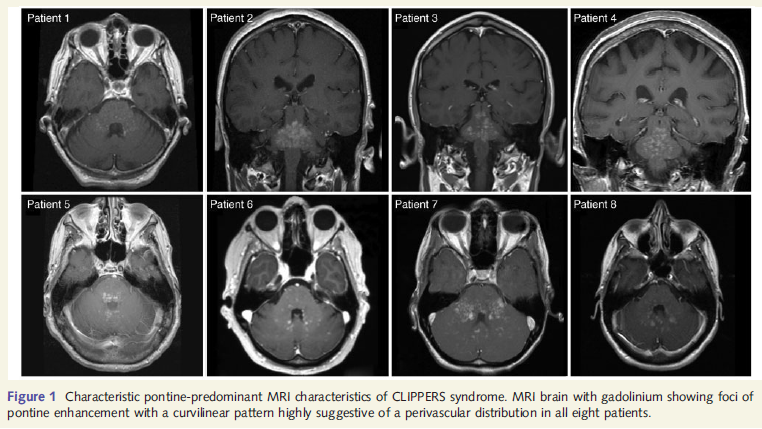 Patient 1
Patient 2
Patient 3
Patient 4
Patient 5
Patient 6
Patient 7
Patient 8
Figure 1 Characteristic pontine-predominant MRI characteristics of CLIPPERS syndrome. MRI brain with gadolinium showing foci of
pontine enhancement with a curvilinear pattern highly suggestive of a perivascular distribution in all eight patients.